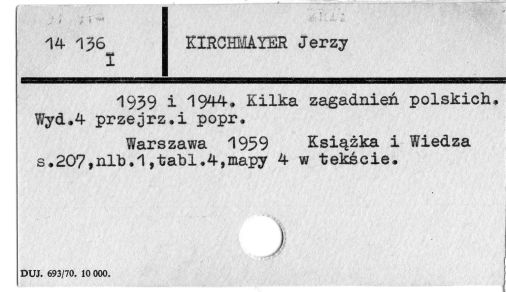 14 136
I
KIRCHMAYER Jerzy
1939 i 1944. Kilka zagadnień polskich.
Wyd.4 przejrz.i popr.
Warszawa 1959 Książka i Wiedza
s.207,nlb.1,tabl.4,mapy 4 w tekście.
DUJ. 693/70. 10 000.